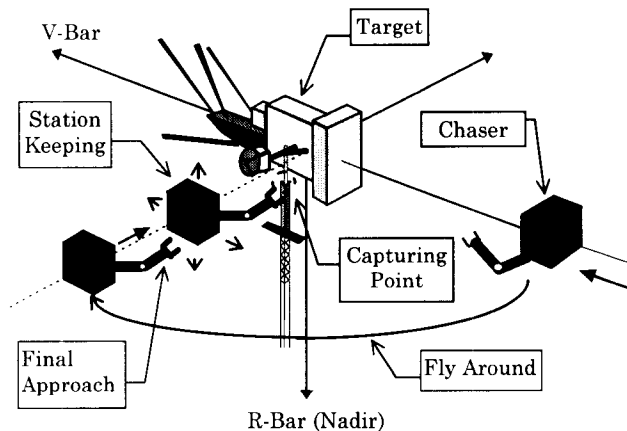 V-Bar
Target
Station
Keeping
Chaser
Capturing
Point
Final
Approach
Fly Around
R-Bar (Nadir)